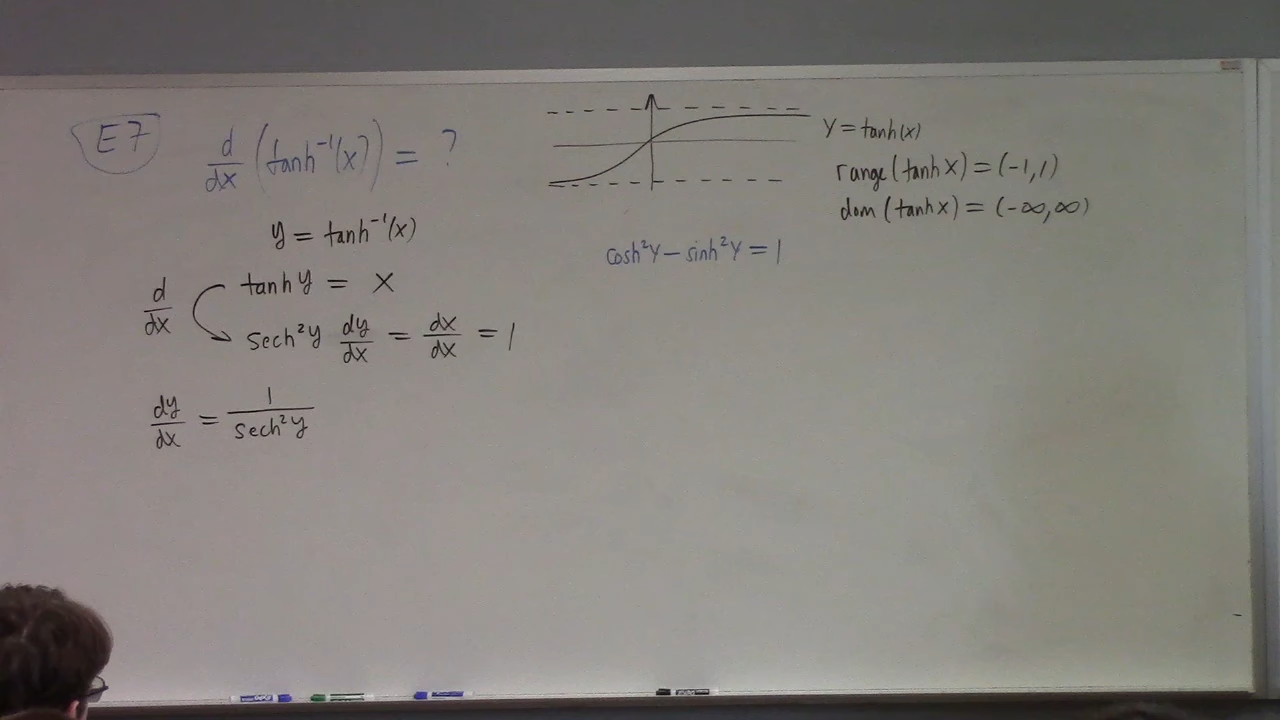 E7
d/dx (tanh⁻¹(x)) = ?
y = tanh⁻¹(x)
d/dx
tanh y = x
sech²y dy/dx = dx/dx = 1
dy/dx = 1/sech²y
y = tanh(x)
range(tanh x) = (-1, 1)
dom(tanh x) = (-∞, ∞)
cosh²y - sinh²y = 1